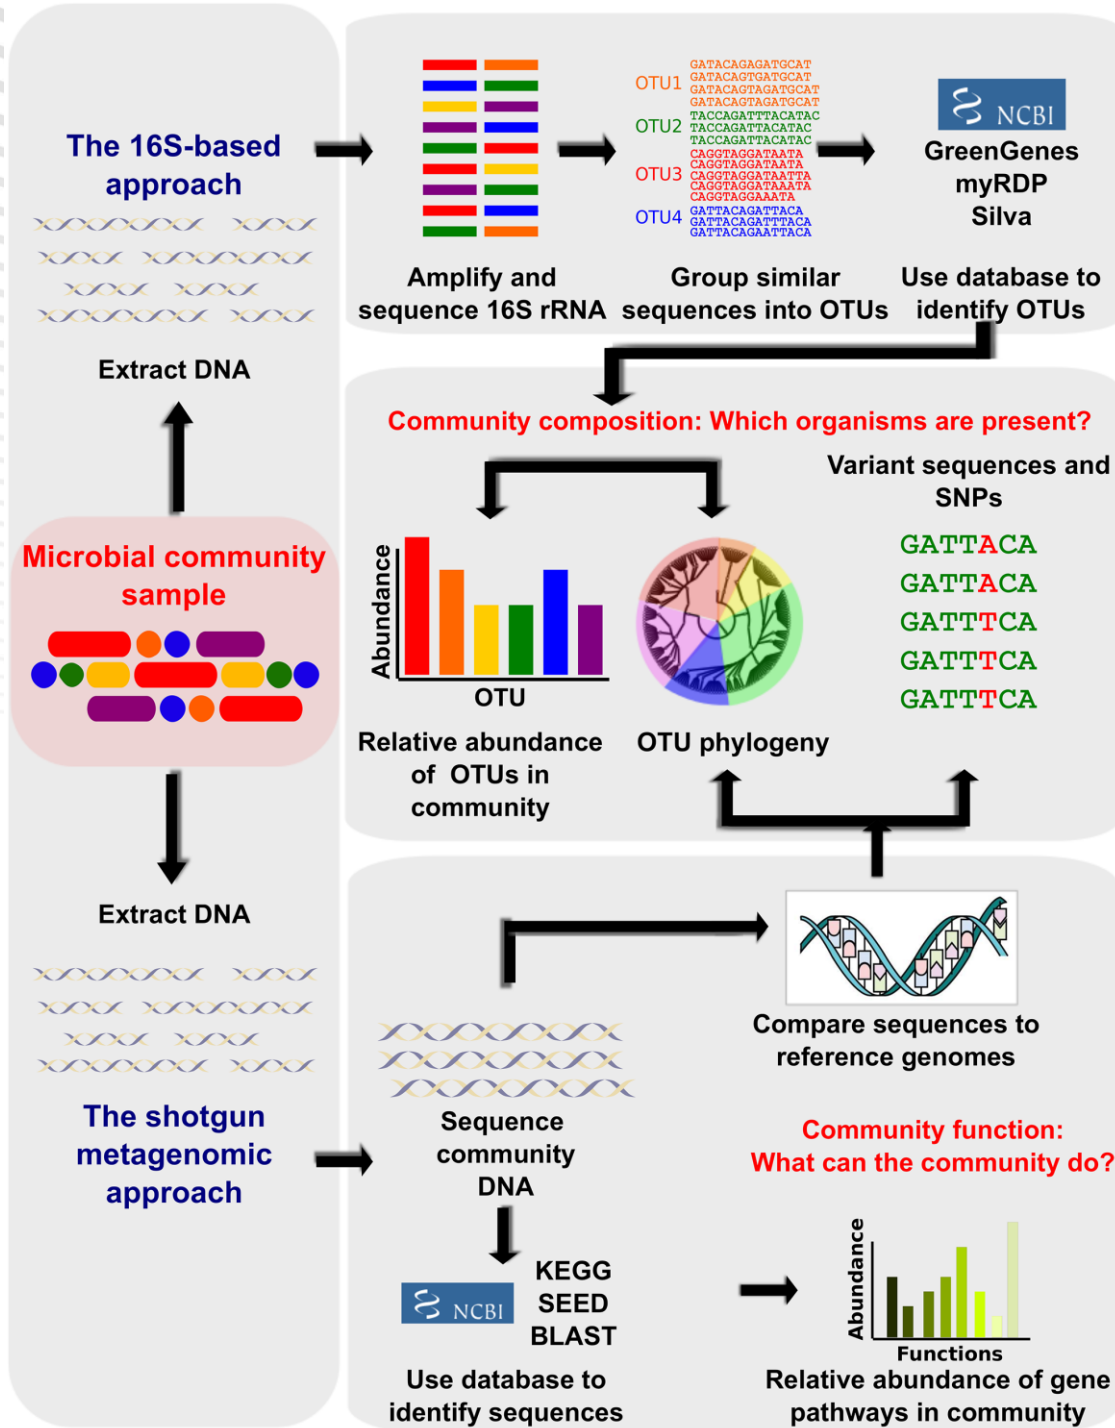 The 16S-based
approach
Extract DNA
Microbial community
sample
Extract DNA
The shotgun
metagenomic
approach
Amplify and
sequence 16S rRNA
OTU1
GATACAGAGATGCAT
GATACAGTGATGCAT
GATACAGTAGATGCAT
GATACAGTAGATGCAT
OTU2
TACCAGATTTACATAC
TACCAGATTACATAC
TACCAGATTACATAC
OTU3
CAGGTAGGATAATA
CAGGTAGGATAATA
CAGGTAGGATAATTA
CAGGTAGGATAAATA
CAGGTAGGAAATA
OTU4
GATTACAGATTACA
GATTACAGATTTACA
GATTACAGAATTACA
Group similar
sequences into OTUs
NCBI
GreenGenes
myRDP
Silva
Use database to
identify OTUs
Community composition: Which organisms are present?
Abundance
OTU
Relative abundance
of OTUs in
community
OTU phylogeny
Variant sequences and
SNPs
GATTACA
GATTACA
GATTTCA
GATTTCA
GATTTCA
Compare sequences to
reference genomes
Sequence
community
DNA
NCBI
KEGG
SEED
BLAST
Use database to
identify sequences
Community function:
What can the community do?
Abundance
Functions
Relative abundance of gene
pathways in community